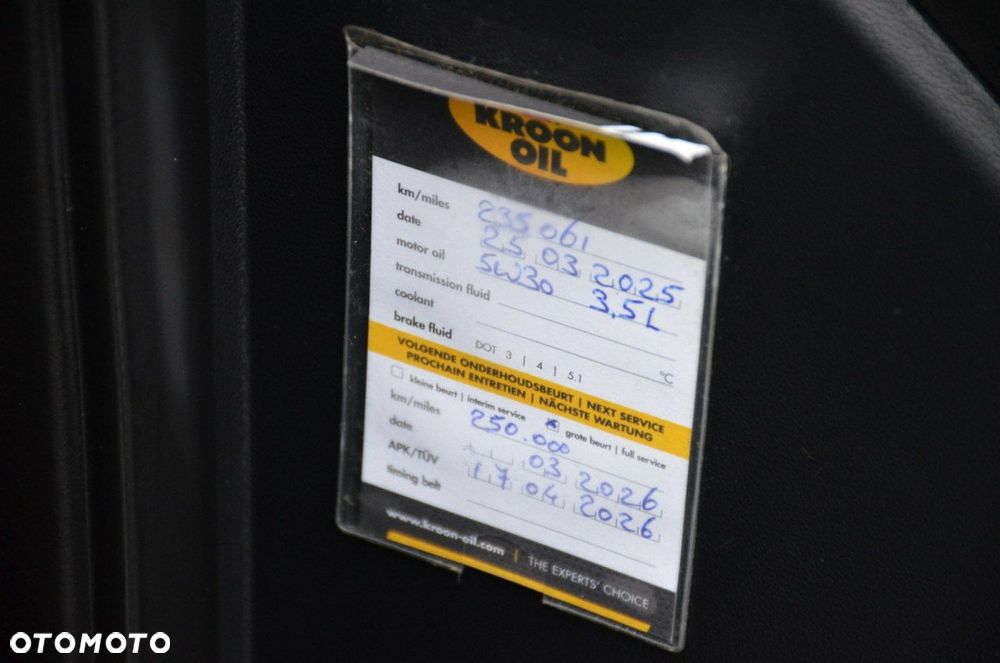 KROON
OIL
km/miles 235 061
date 25 03 2025
motor oil 5W30 3,5L
transmission fluid
coolant °C
brake fluid DOT 3 | 4 | 5.1
VOLGENDE ONDERHOUDSBEURT | NEXT SERVICE
PROCHAIN ENTRETIEN | NÄCHSTE WARTUNG
kleine beurt | interim service grote beurt | full service
km/miles 250.000
date 03 2026
APK/TÜV 17 04 2026
timing belt
www.kroon-oil.com | THE EXPERTS' CHOICE
OTOMOTO